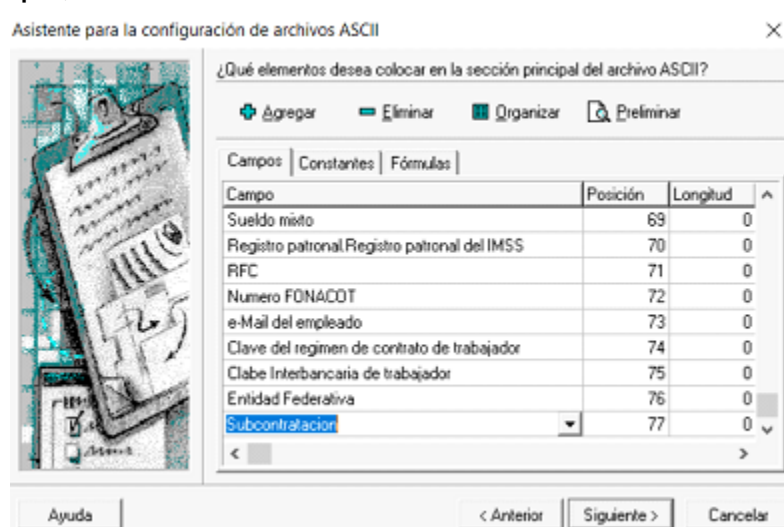 Asistente para la configuración de archivos ASCII
¿Qué elementos desea colocar en la sección principal del archivo ASCII?
Agregar Eliminar Organizar Preliminar
Campos Constantes Fórmulas
Campo Posición Longitud
Sueldo mixto 69 0
Registro patronal.Registro patronal del IMSS 70 0
RFC 71 0
Numero FONACOT 72 0
e-Mail del empleado 73 0
Clave del regimen de contrato de trabajador 74 0
Clabe Interbancaria de trabajador 75 0
Entidad Federativa 76 0
Subcontratacion 77 0
Ayuda < Anterior Siguiente > Cancelar